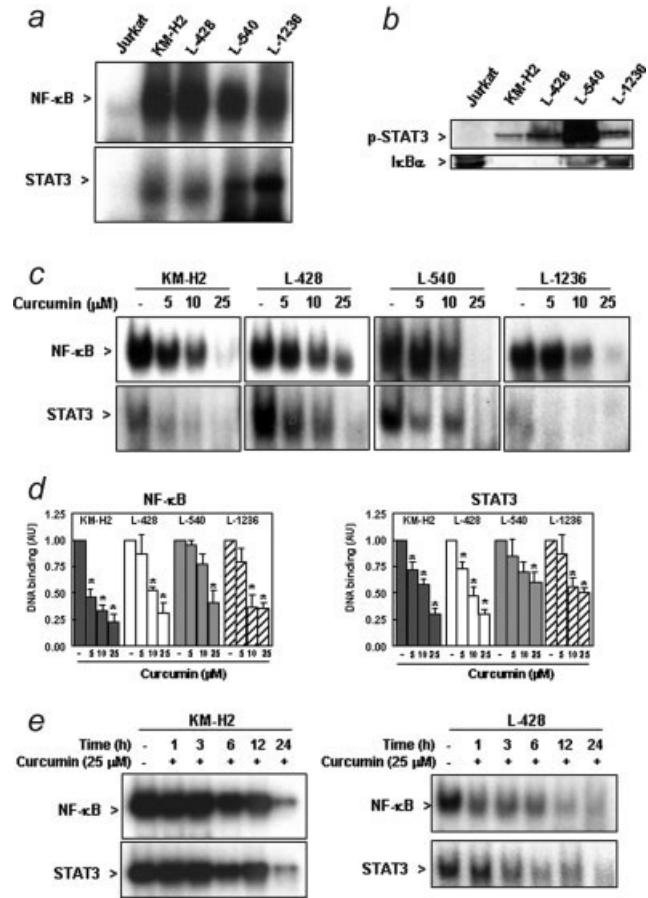 a
Jurkat KM-H2 L-428 L-540 L-1236
NF-κB >
STAT3 >
b
Jurkat KM-H2 L-428 L-540 L-1236
p-STAT3 >
IκBα >
c
KM-H2 L-428 L-540 L-1236
Curcumin (μM) - 5 10 25 - 5 10 25 - 5 10 25 - 5 10 25
NF-κB >
STAT3 >
d
NF-κB
DNA binding (AU)
1.25
1.00
0.75
0.50
0.25
0.00
KM-H2 L-428 L-540 L-1236
* * * * * * * *
- 5 10 25 - 5 10 25 - 5 10 25 - 5 10 25
Curcumin (μM)
STAT3
DNA binding (AU)
1.25
1.00
0.75
0.50
0.25
0.00
KM-H2 L-428 L-540 L-1236
* * * * * * * * *
- 5 10 25 - 5 10 25 - 5 10 25 - 5 10 25
Curcumin (μM)
e
KM-H2
Time (h) - 1 3 6 12 24
Curcumin (25 μM) + + + + +
NF-κB >
STAT3 >
L-428
Time (h) - 1 3 6 12 24
Curcumin (25 μM) + + + + +
NF-κB >
STAT3 >